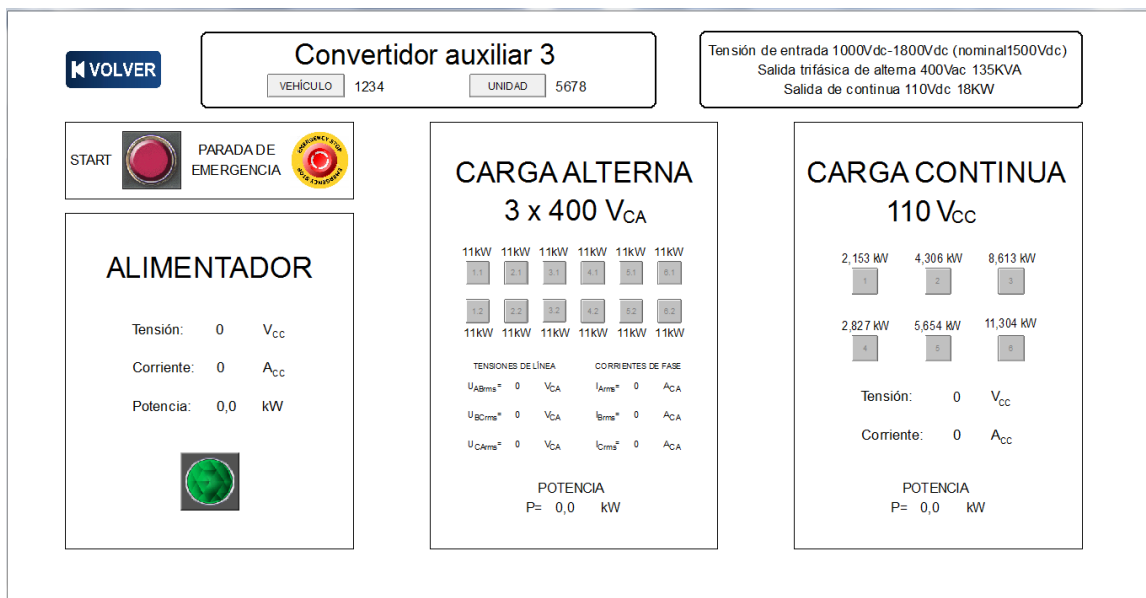 VOLVER
Convertidor auxiliar 3
VEHÍCULO 1234 UNIDAD 5678
Tensión de entrada 1000Vdc-1800Vdc (nominal1500Vdc)
Salida trifásica de alterna 400Vac 135KVA
Salida de continua 110Vdc 18KW
START
PARADA DE
EMERGENCIA
EMERGENCY STOP
EMERGENCY STOP
ALIMENTADOR
Tensión: 0 VCC
Corriente: 0 ACC
Potencia: 0,0 kW
CARGA ALTERNA
3 x 400 VCA
11kW 11kW 11kW 11kW 11kW 11kW
1.1 2.1 3.1 4.1 5.1 6.1
1.2 2.2 3.2 4.2 5.2 6.2
11kW 11kW 11kW 11kW 11kW 11kW
TENSIONES DE LÍNEA CORRIENTES DE FASE
UABrms= 0 VCA IArms= 0 ACA
UBCrms= 0 VCA IBrms= 0 ACA
UCArms= 0 VCA ICrms= 0 ACA
POTENCIA
P= 0,0 kW
CARGA CONTINUA
110 VCC
2,153 kW 4,306 kW 8,613 kW
1 2 3
2,827 kW 5,654 kW 11,304 kW
4 5 6
Tensión: 0 VCC
Corriente: 0 ACC
POTENCIA
P= 0,0 kW